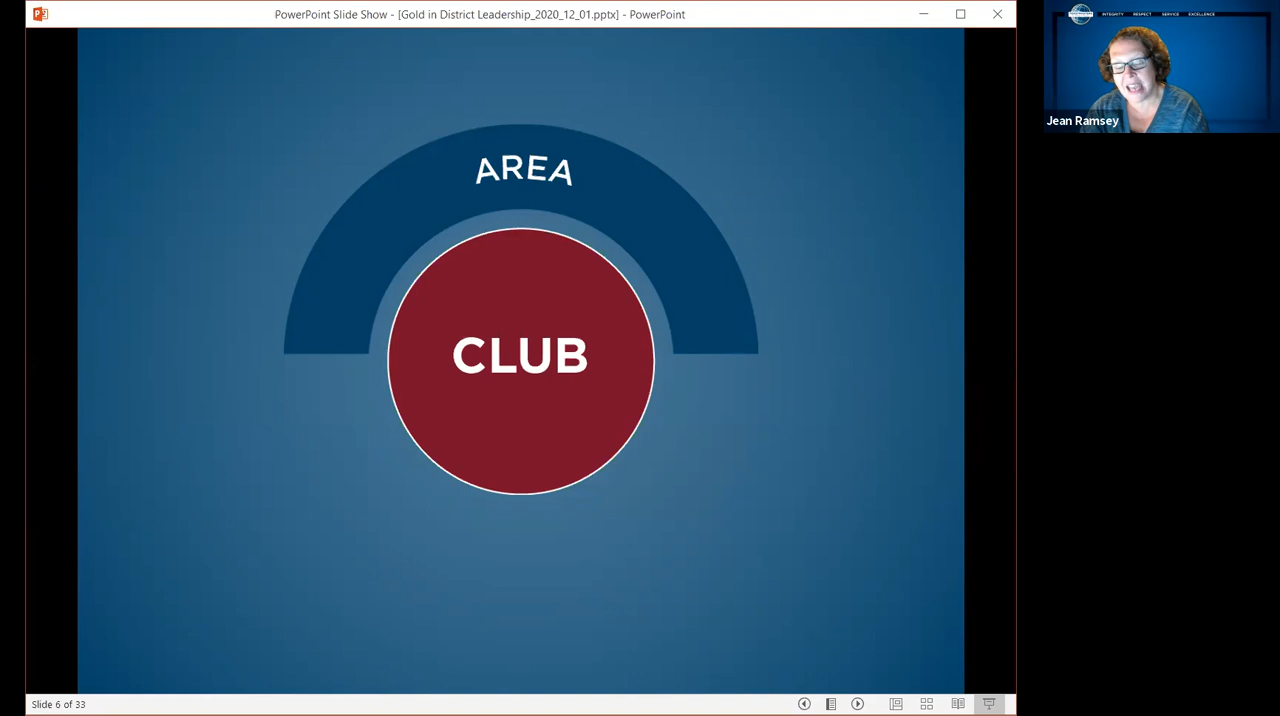 PowerPoint Slide Show - [Gold in District Leadership_2020_12_01.pptx] - PowerPoint
INTEGRITY RESPECT SERVICE EXCELLENCE
Jean Ramsey
AREA
CLUB
Slide 6 of 33